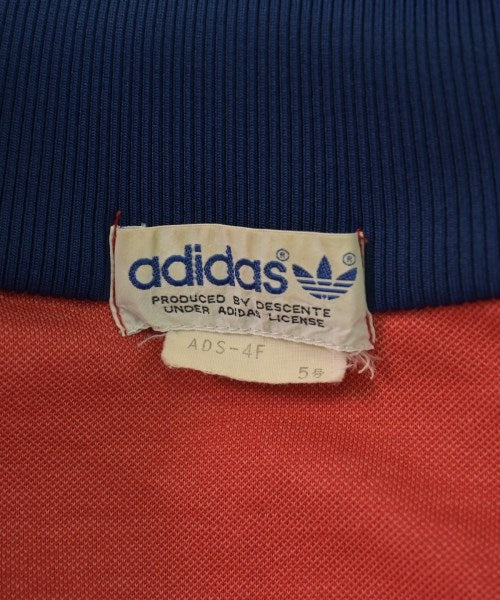 adidas®
®
PRODUCED BY DESCENTE
UNDER ADIDAS LICENSE
ADS-4F
5号